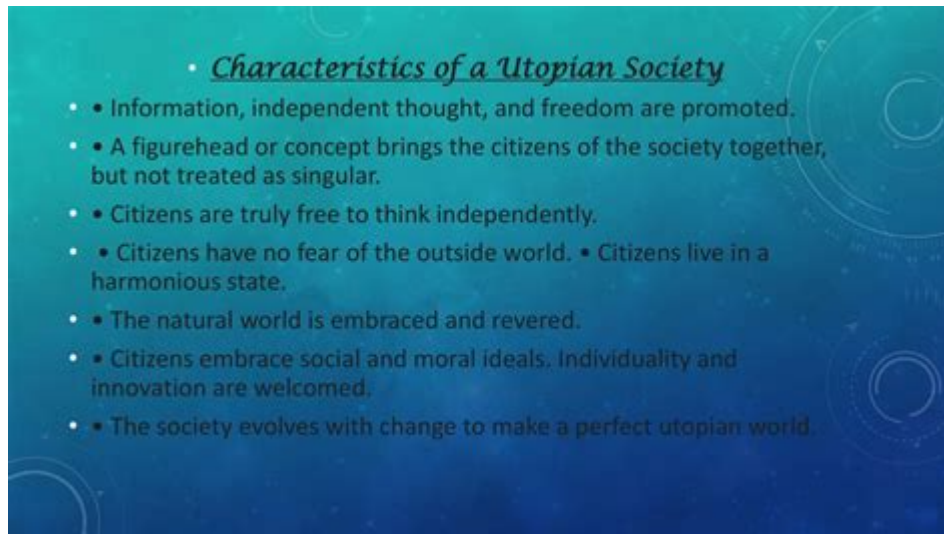 • Characteristics of a Utopian Society
• • Information, independent thought, and freedom are promoted.
• • A figurehead or concept brings the citizens of the society together,
but not treated as singular.
• • Citizens are truly free to think independently.
• • Citizens have no fear of the outside world. • Citizens live in a
harmonious state.
• • The natural world is embraced and revered.
• • Citizens embrace social and moral ideals. Individuality and
innovation are welcomed.
• • The society evolves with change to make a perfect utopian world.